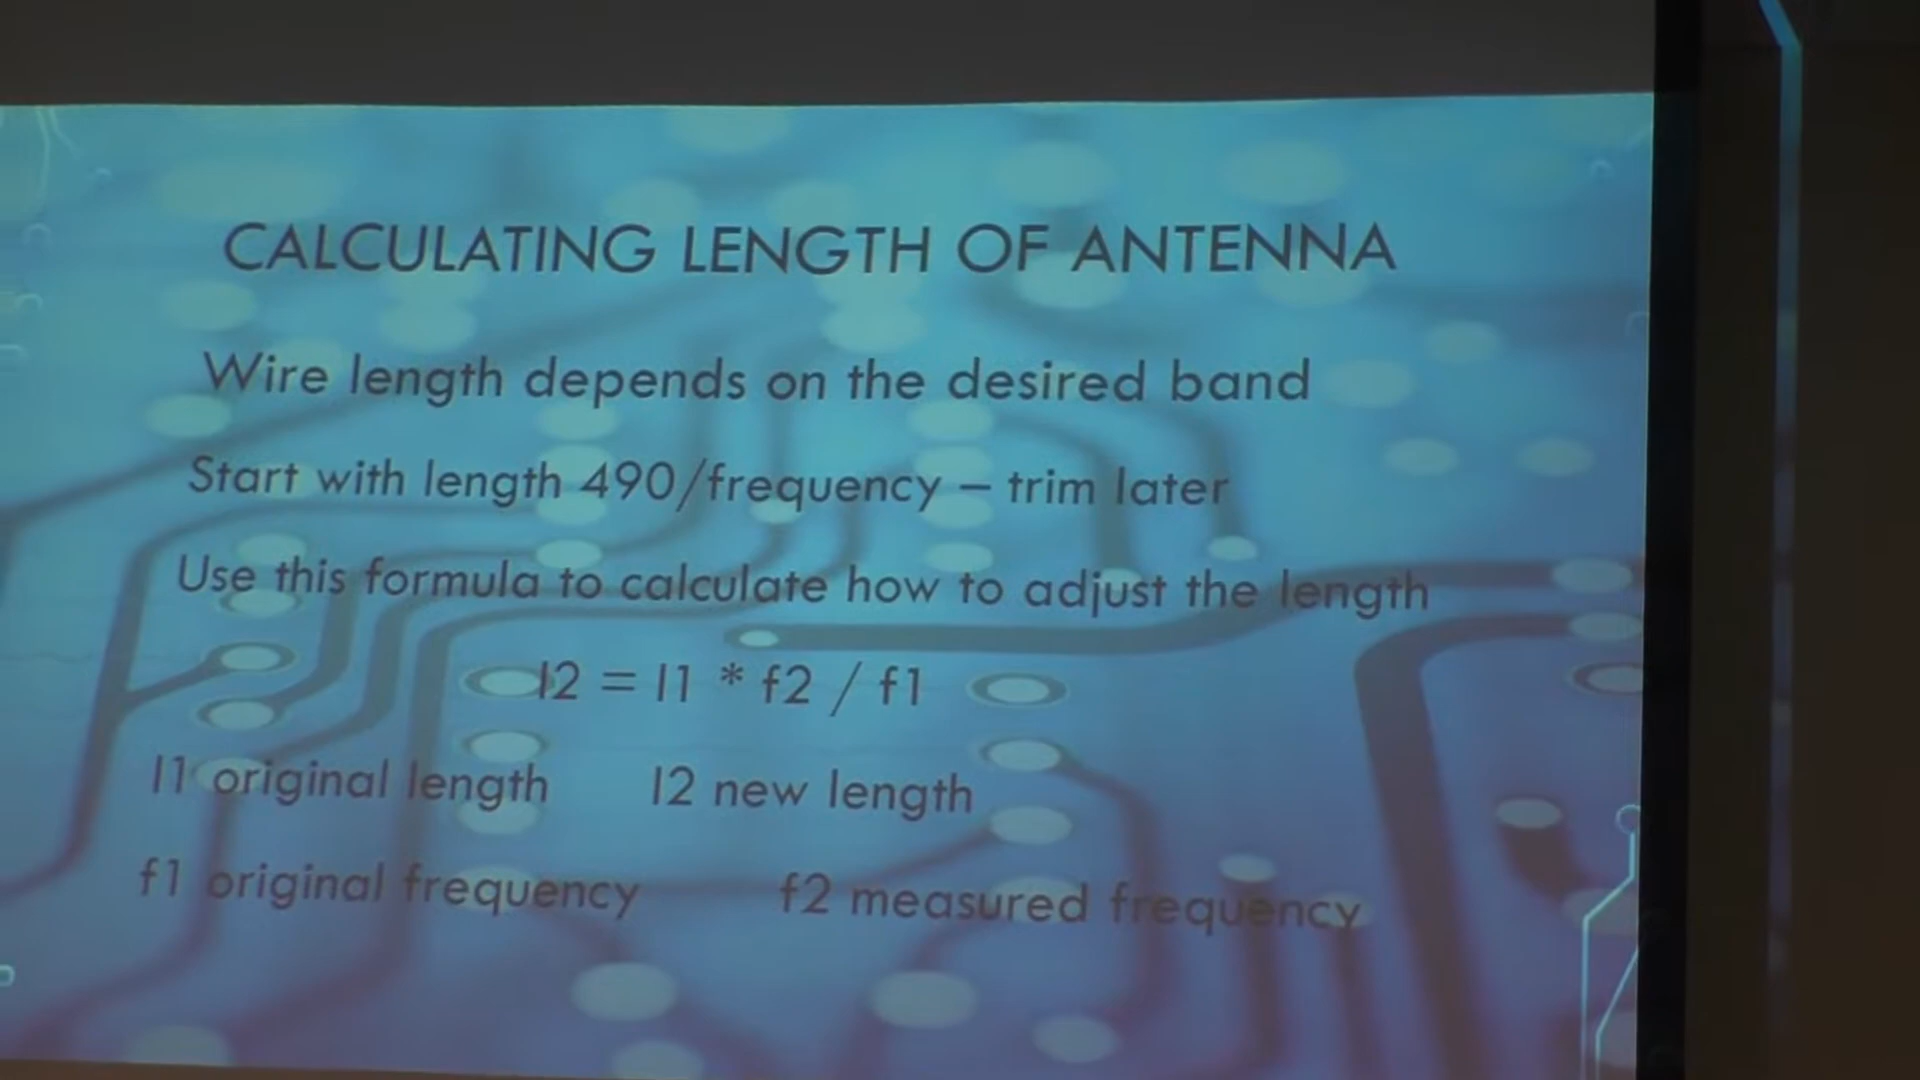 CALCULATING LENGTH OF ANTENNA
Wire length depends on the desired band
Start with length 490/frequency – trim later
Use this formula to calculate how to adjust the length
l2 = l1 * f2 / f1
l1 original length l2 new length
f1 original frequency f2 measured frequency